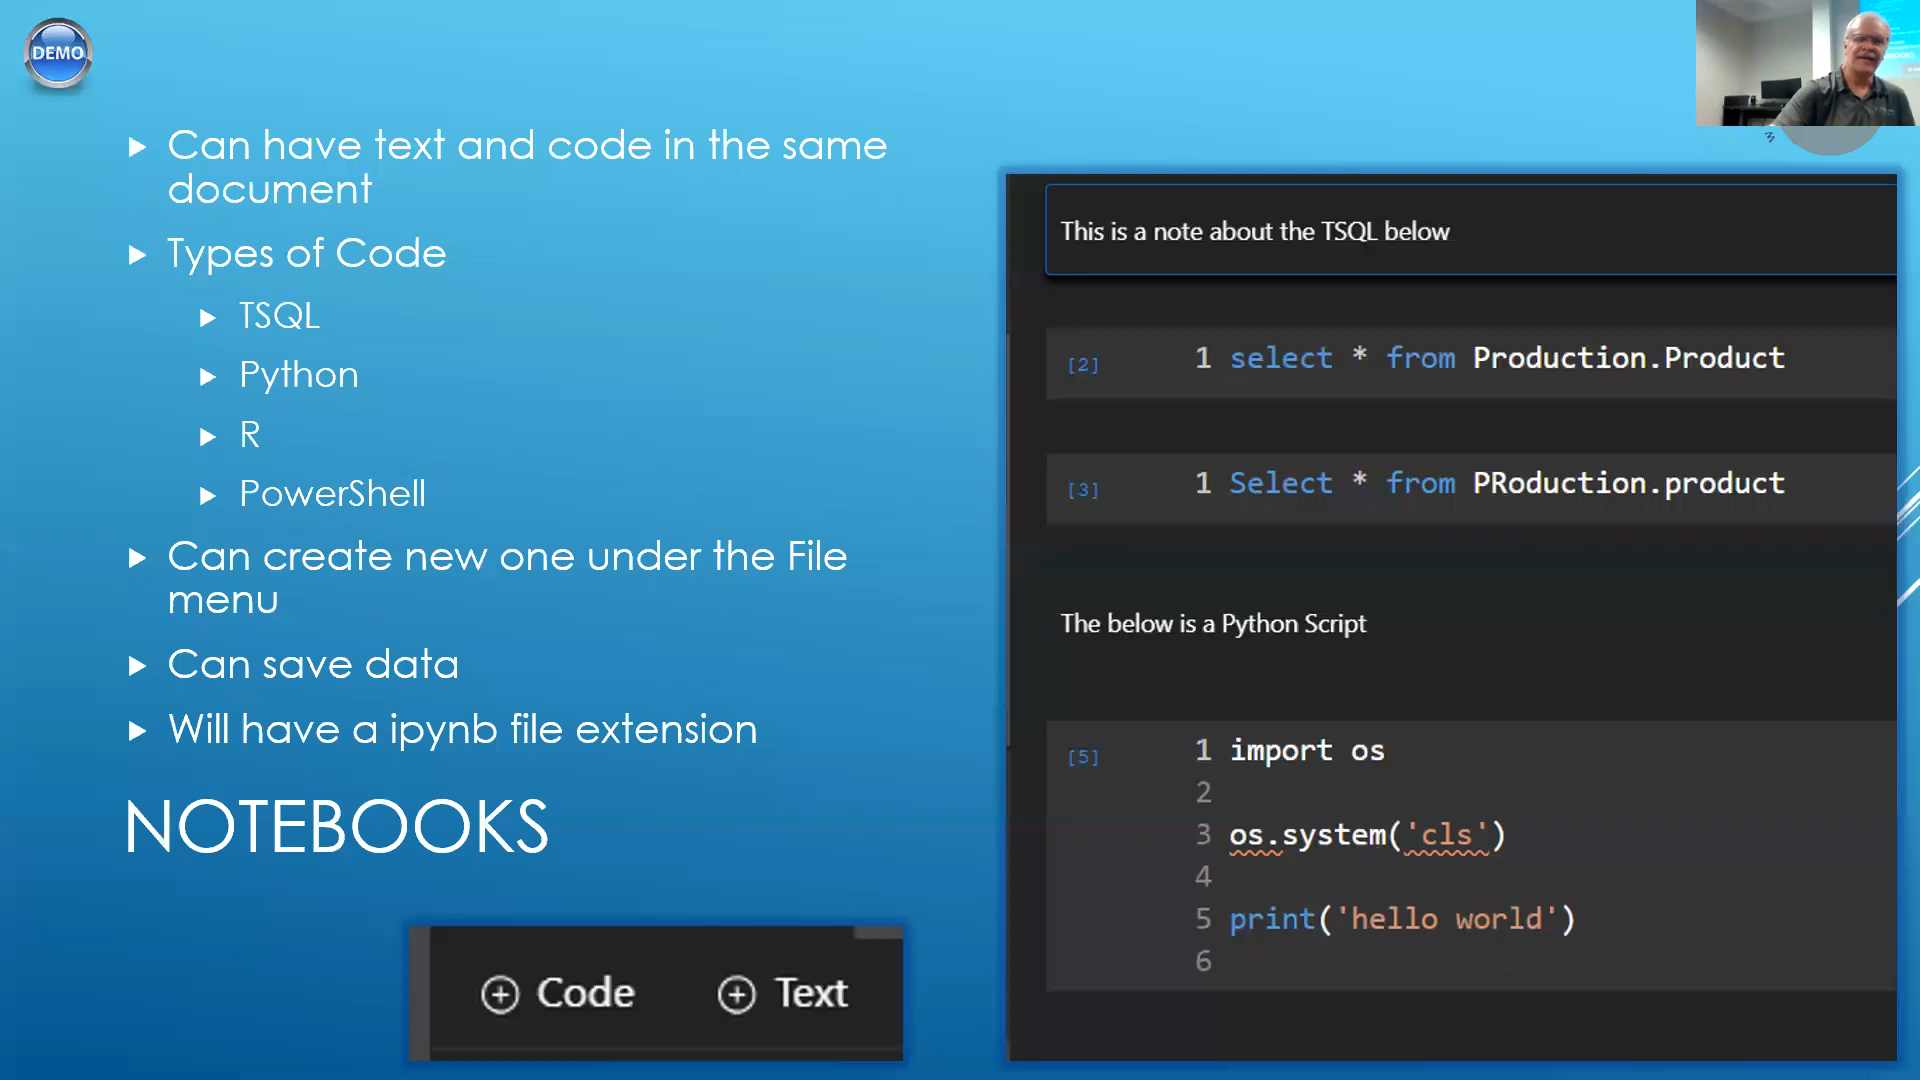 DEMO
Can have text and code in the same
document
Types of Code
TSQL
Python
R
PowerShell
Can create new one under the File
menu
Can save data
Will have a ipynb file extension
NOTEBOOKS
Code
Text
This is a note about the TSQL below
[2] 1 select * from Production.Product
[3] 1 Select * from PRoduction.product
The below is a Python Script
[5] 1 import os
2
3 os.system('cls')
4
5 print('hello world')
6